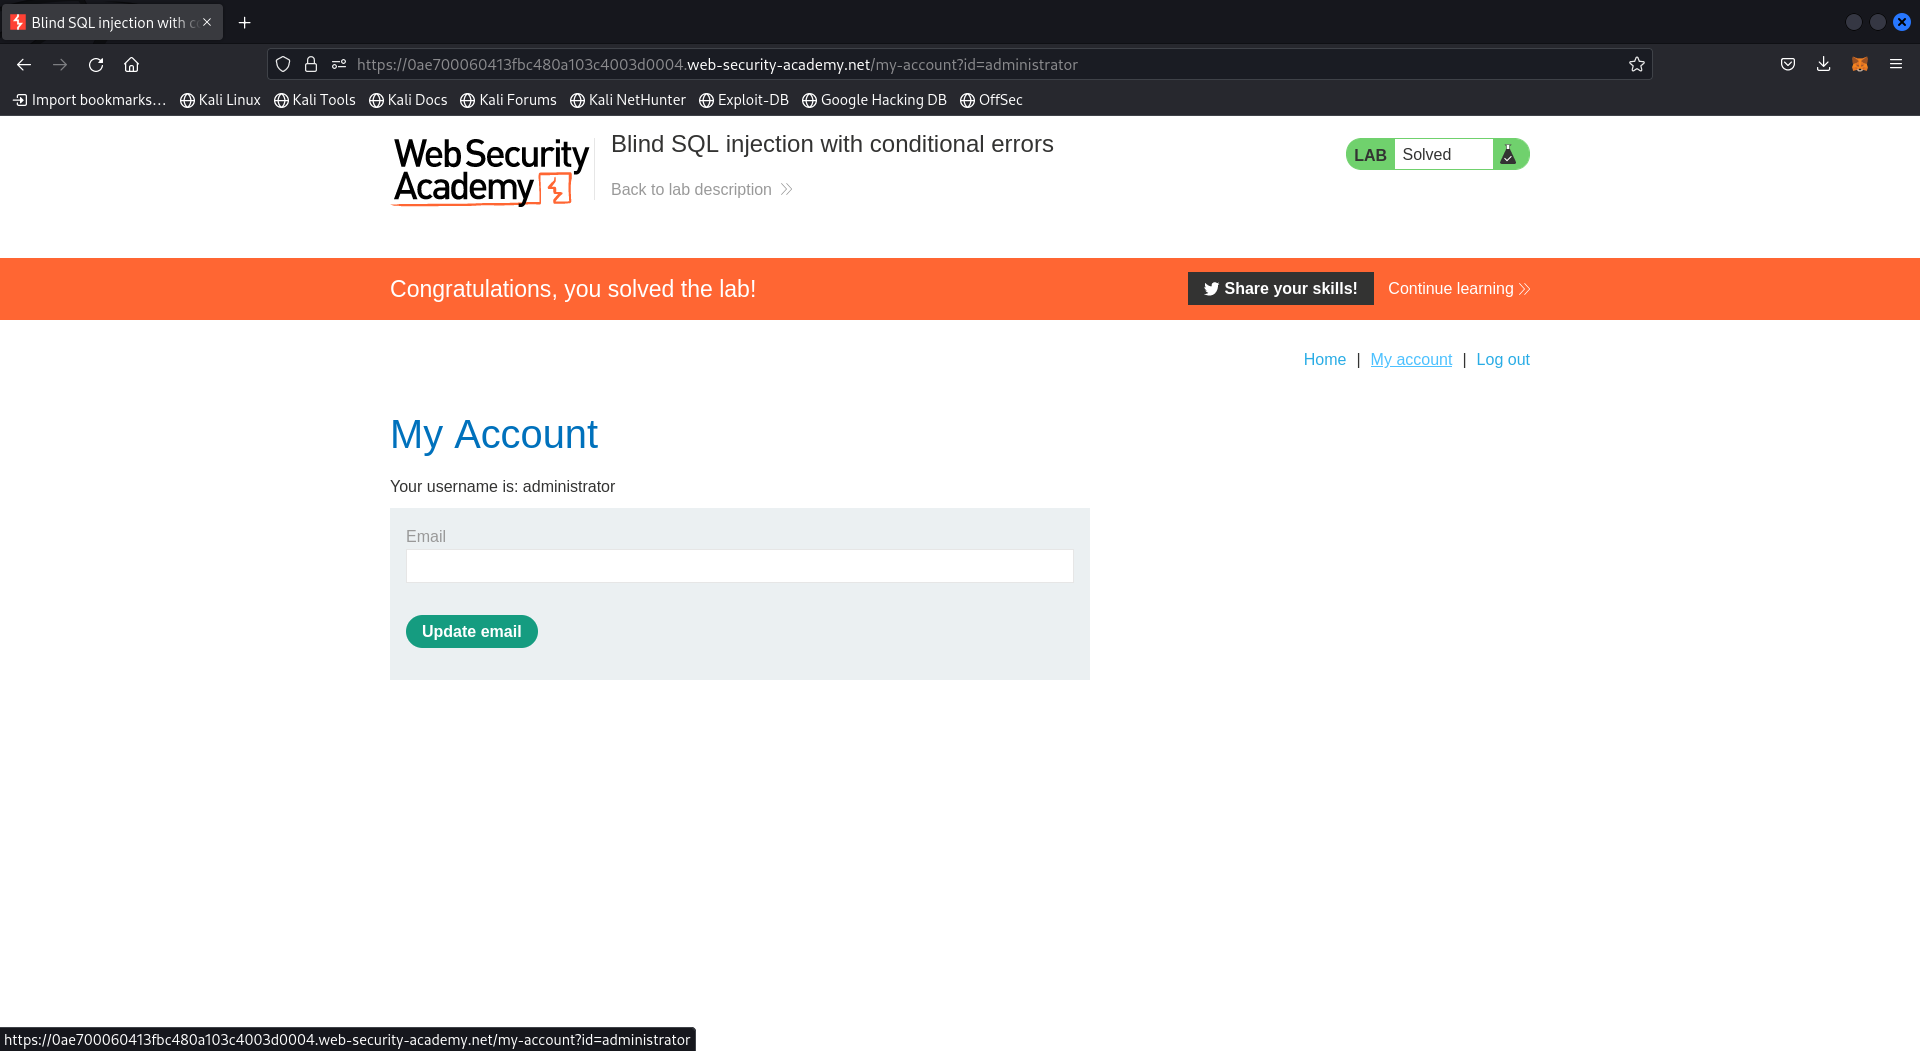 Blind SQL injection with c
https://0ae700060413fbc480a103c4003d0004.web-security-academy.net/my-account?id=administrator
Import bookmarks... Kali Linux Kali Tools Kali Docs Kali Forums Kali NetHunter Exploit-DB Google Hacking DB OffSec
Web Security
Academy
Blind SQL injection with conditional errors
Back to lab description
LAB Solved
Congratulations, you solved the lab!
Share your skills! Continue learning
Home | My account | Log out
My Account
Your username is: administrator
Email
Update email
https://0ae700060413fbc480a103c4003d0004.web-security-academy.net/my-account?id=administrator